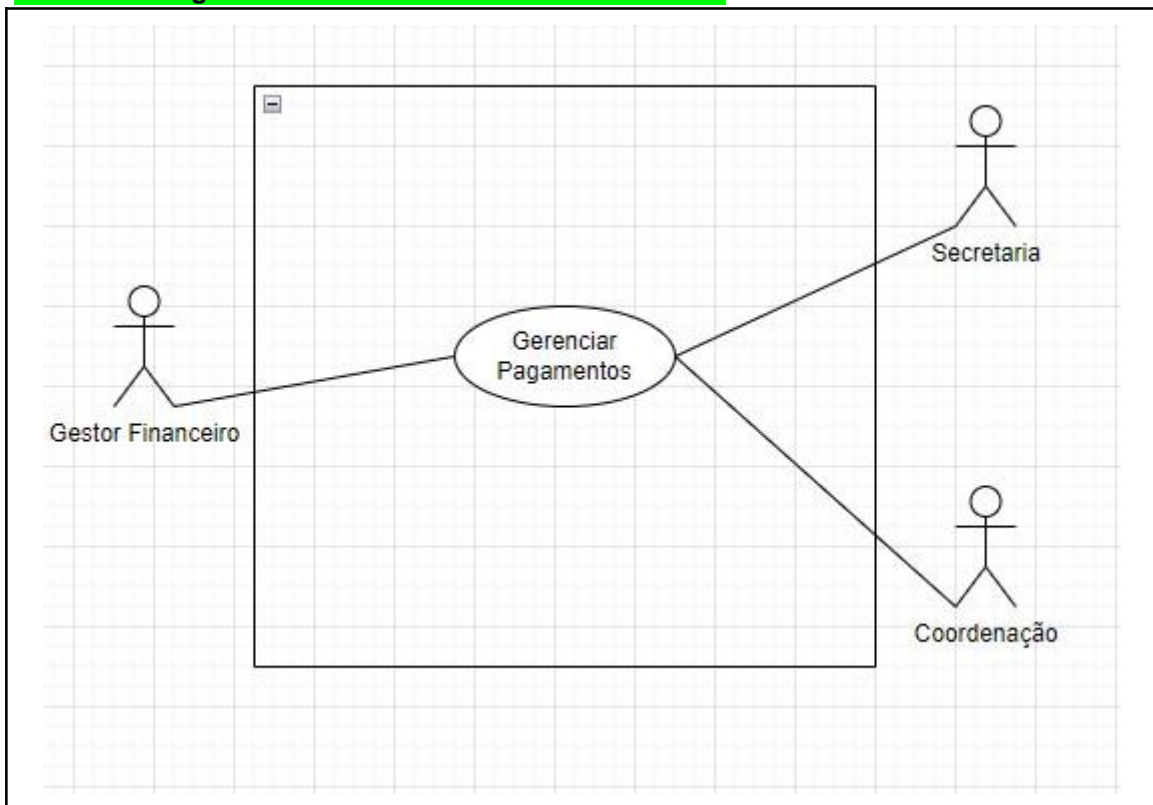 Secretaria
Gerenciar
Pagamentos
Gestor Financeiro
Coordenação